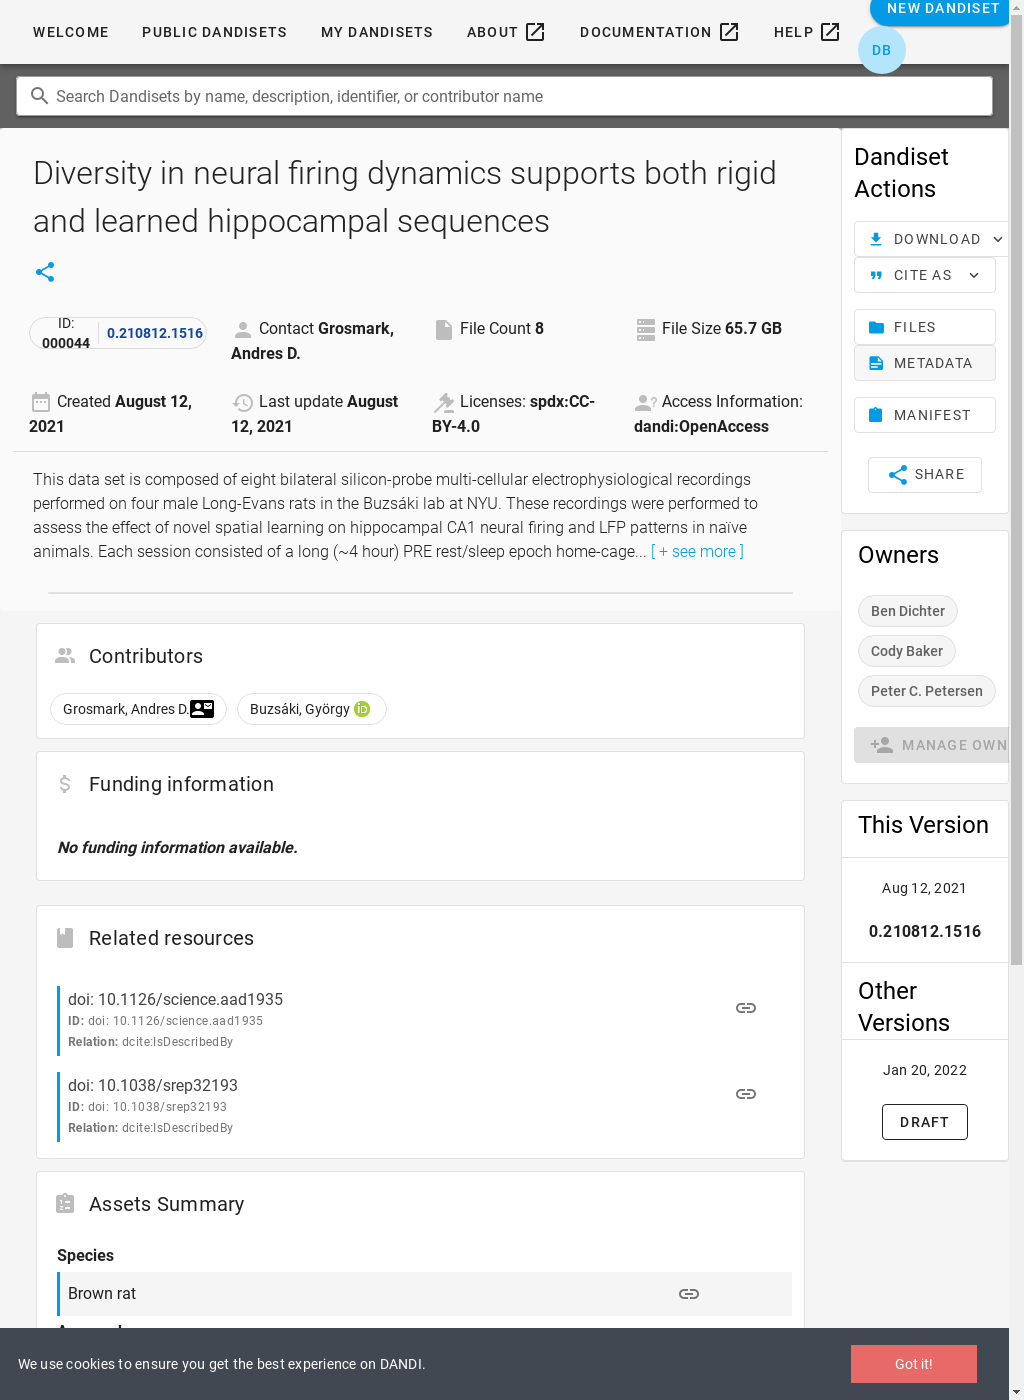 NEW DANDISET
WELCOME PUBLIC DANDISETS MY DANDISETS ABOUT DOCUMENTATION HELP
DB
Search Dandisets by name, description, identifier, or contributor name
Diversity in neural firing dynamics supports both rigid
and learned hippocampal sequences
ID:
000044
0.210812.1516
Contact Grosmark,
Andres D.
File Count 8
File Size 65.7 GB
Created August 12,
2021
Last update August
12, 2021
Licenses: spdx:CC-
BY-4.0
Access Information:
dandi:OpenAccess
This data set is composed of eight bilateral silicon-probe multi-cellular electrophysiological recordings
performed on four male Long-Evans rats in the Buzsáki lab at NYU. These recordings were performed to
assess the effect of novel spatial learning on hippocampal CA1 neural firing and LFP patterns in naïve
animals. Each session consisted of a long (~4 hour) PRE rest/sleep epoch home-cage... [ + see more ]
Contributors
Grosmark, Andres D.
Buzsáki, György iD
Funding information
No funding information available.
Related resources
doi: 10.1126/science.aad1935
ID: doi: 10.1126/science.aad1935
Relation: dcite:IsDescribedBy
doi: 10.1038/srep32193
ID: doi: 10.1038/srep32193
Relation: dcite:IsDescribedBy
Assets Summary
Species
Brown rat
Dandiset
Actions
DOWNLOAD
CITE AS
FILES
METADATA
MANIFEST
SHARE
Owners
Ben Dichter
Cody Baker
Peter C. Petersen
MANAGE OWN
This Version
Aug 12, 2021
0.210812.1516
Other
Versions
Jan 20, 2022
DRAFT
We use cookies to ensure you get the best experience on DANDI.
Got it!